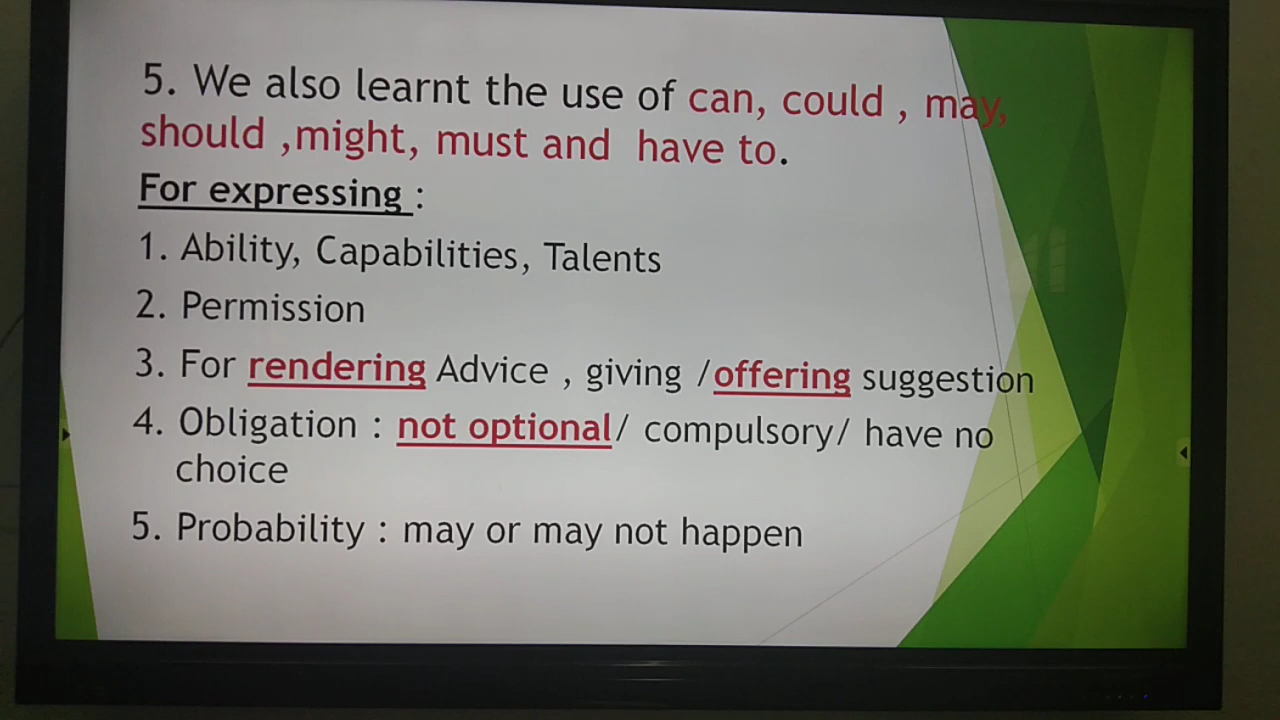 5. We also learnt the use of can, could , may,
should ,might, must and have to.
For expressing :
1. Ability, Capabilities, Talents
2. Permission
3. For rendering Advice , giving /offering suggestion
4. Obligation : not optional/ compulsory/ have no
choice
5. Probability : may or may not happen